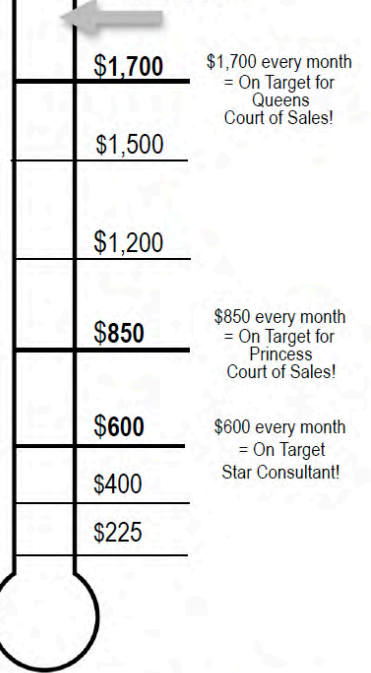 $1,700
$1,700 every month
= On Target for
Queens
Court of Sales!
$1,500
$1,200
$850
$850 every month
= On Target for
Princess
Court of Sales!
$600
$600 every month
= On Target
Star Consultant!
$400
$225